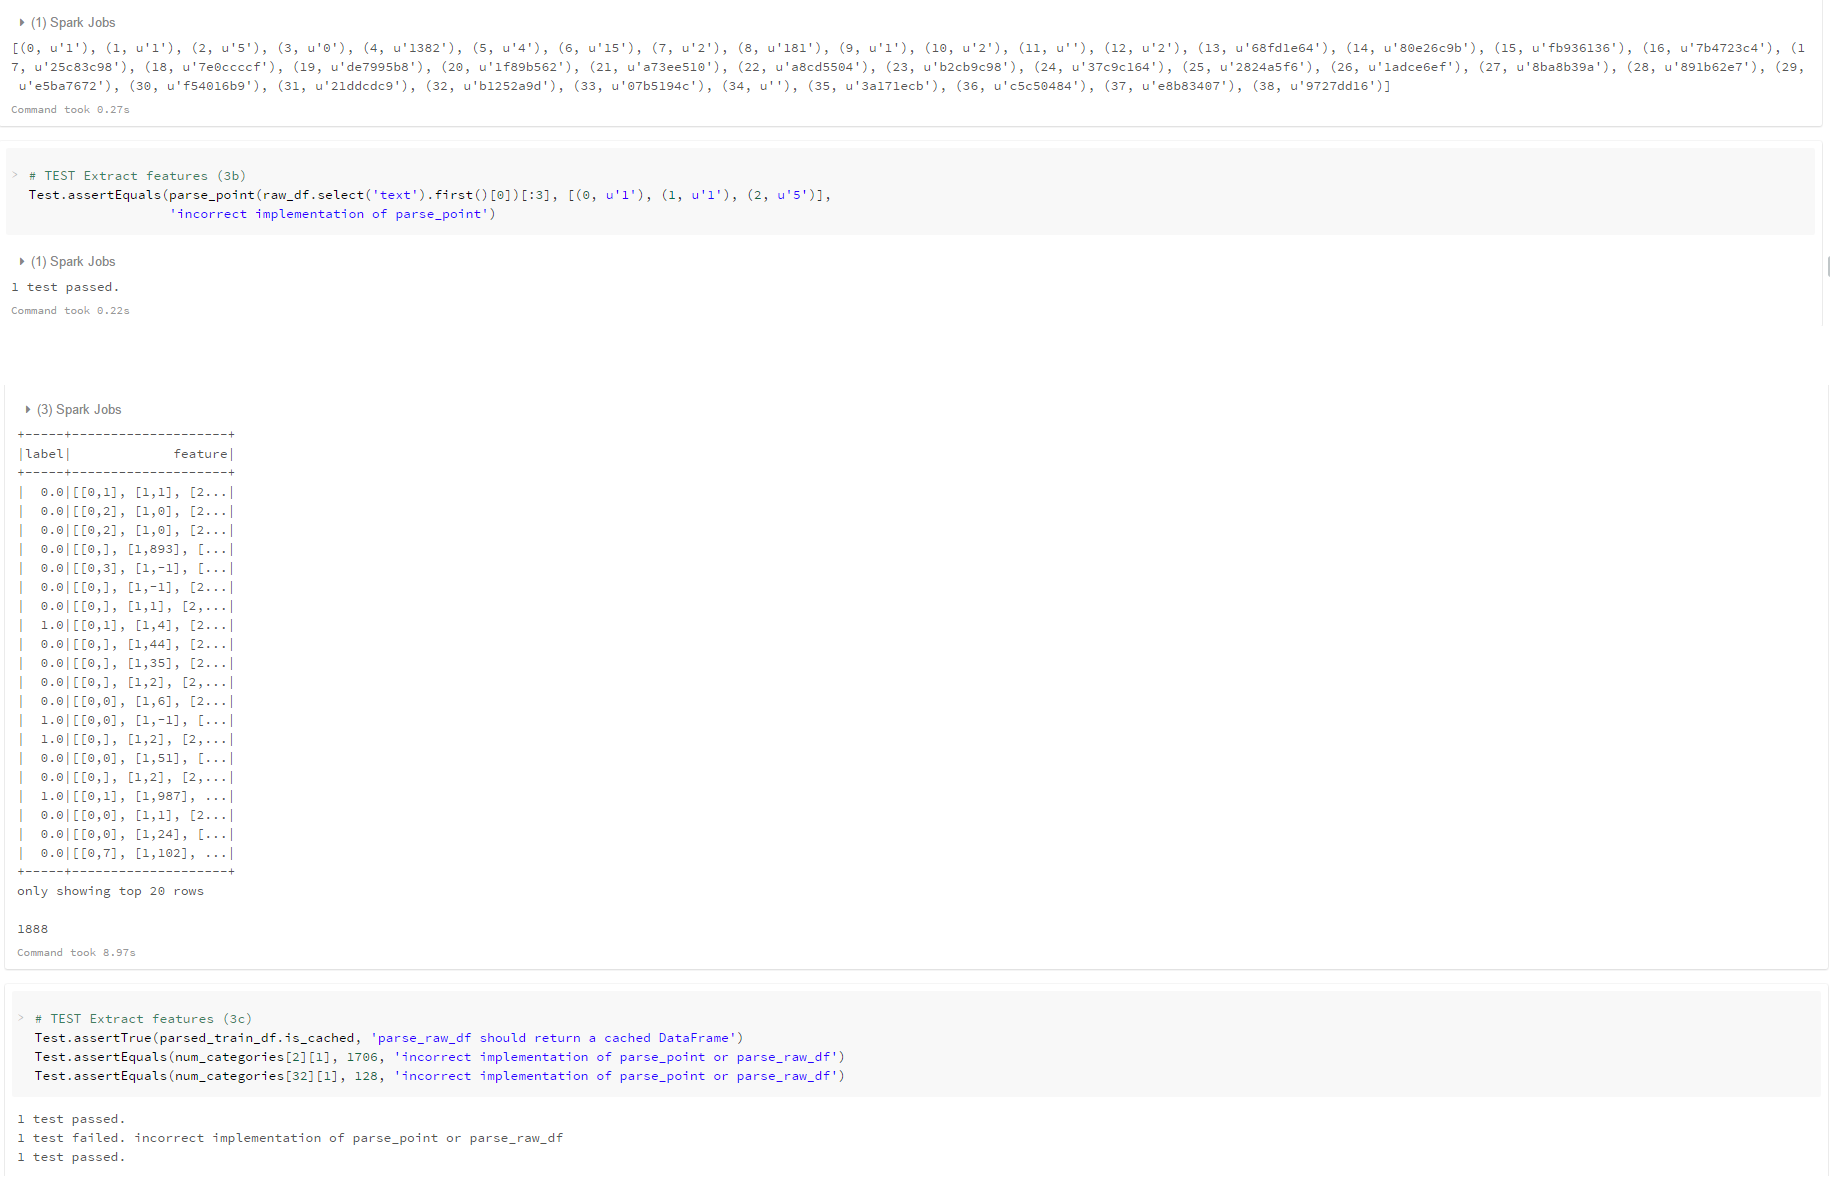 (1) Spark Jobs
[(0, u'1'), (1, u'1'), (2, u'5'), (3, u'0'), (4, u'1382'), (5, u'4'), (6, u'15'), (7, u'2'), (8, u'181'), (9, u'1'), (10, u'2'), (11, u''), (12, u'2'), (13, u'68fd1e64'), (14, u'80e26c9b'), (15, u'fb936136'), (16, u'7b4723c4'), (1
7, u'25c83c98'), (18, u'7e0ccccf'), (19, u'de7995b8'), (20, u'1f89b562'), (21, u'a73ee510'), (22, u'a8cd5504'), (23, u'b2cb9c98'), (24, u'37c9c164'), (25, u'2824a5f6'), (26, u'1adce6ef'), (27, u'8ba8b39a'), (28, u'891b62e7'), (29,
u'e5ba7672'), (30, u'f54016b9'), (31, u'21ddcdc9'), (32, u'b1252a9d'), (33, u'07b5194c'), (34, u''), (35, u'3a171ecb'), (36, u'c5c50484'), (37, u'e8b83407'), (38, u'9727dd16')]
Command took 0.27s
> # TEST Extract features (3b)
Test.assertEquals(parse_point(raw_df.select('text').first()[0])[:3], [(0, u'1'), (1, u'1'), (2, u'5')],
'incorrect implementation of parse_point')
(1) Spark Jobs
1 test passed.
Command took 0.22s
(3) Spark Jobs
+-----+--------------------+
|label|             feature|
+-----+--------------------+
|  0.0|[[0,1], [1,1], [2...|
|  0.0|[[0,2], [1,0], [2...|
|  0.0|[[0,2], [1,0], [2...|
|  0.0|[[0,], [1,893], [...|
|  0.0|[[0,3], [1,-1], [...|
|  0.0|[[0,], [1,-1], [2...|
|  0.0|[[0,], [1,1], [2,...|
|  1.0|[[0,1], [1,4], [2...|
|  0.0|[[0,], [1,44], [2...|
|  0.0|[[0,], [1,35], [2...|
|  0.0|[[0,], [1,2], [2,...|
|  0.0|[[0,0], [1,6], [2...|
|  1.0|[[0,0], [1,-1], [...|
|  1.0|[[0,], [1,2], [2,...|
|  0.0|[[0,0], [1,51], [...|
|  0.0|[[0,], [1,2], [2,...|
|  1.0|[[0,1], [1,987], ...|
|  0.0|[[0,0], [1,1], [2...|
|  0.0|[[0,0], [1,24], [...|
|  0.0|[[0,7], [1,102], ...|
+-----+--------------------+
only showing top 20 rows
1888
Command took 8.97s
> # TEST Extract features (3c)
Test.assertTrue(parsed_train_df.is_cached, 'parse_raw_df should return a cached DataFrame')
Test.assertEquals(num_categories[2][1], 1706, 'incorrect implementation of parse_point or parse_raw_df')
Test.assertEquals(num_categories[32][1], 128, 'incorrect implementation of parse_point or parse_raw_df')
1 test passed.
1 test failed. incorrect implementation of parse_point or parse_raw_df
1 test passed.